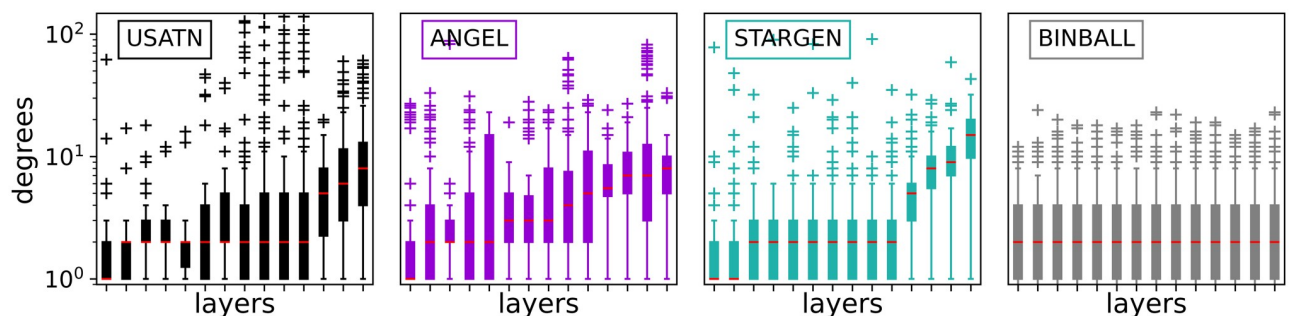 USATN
ANGEL
STARGEN
BINBALL
degrees
10²
10¹
10⁰
layers
layers
layers
layers